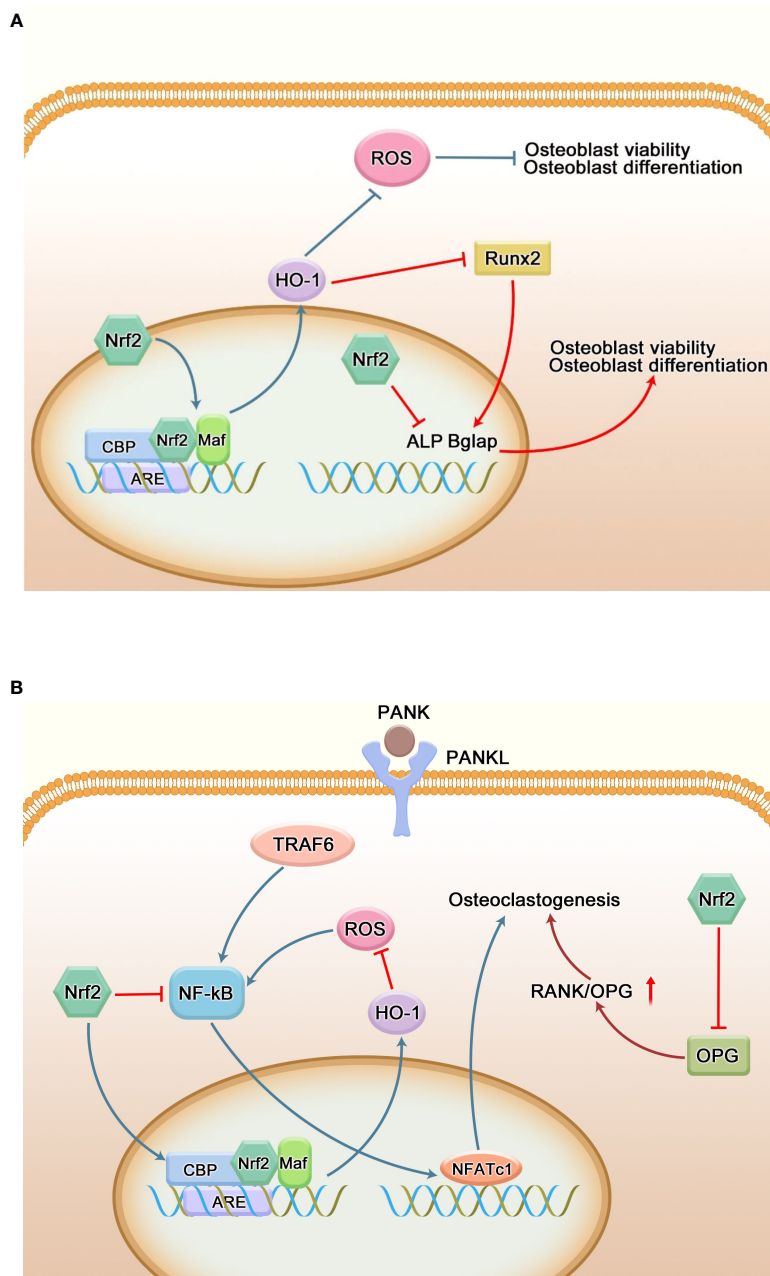 A
ROS
Osteoblast viability
Osteoblast differentiation
HO-1
Runx2
Nrf2
Nrf2
Osteoblast viability
Osteoblast differentiation
CBP
Nrf2
Maf
ALP Bglap
ARE
B
PANK
PANKL
TRAF6
Osteoclastogenesis
Nrf2
ROS
Nrf2
NF-kB
RANK/OPG
HO-1
OPG
CBP
Nrf2
Maf
NFATc1
ARE